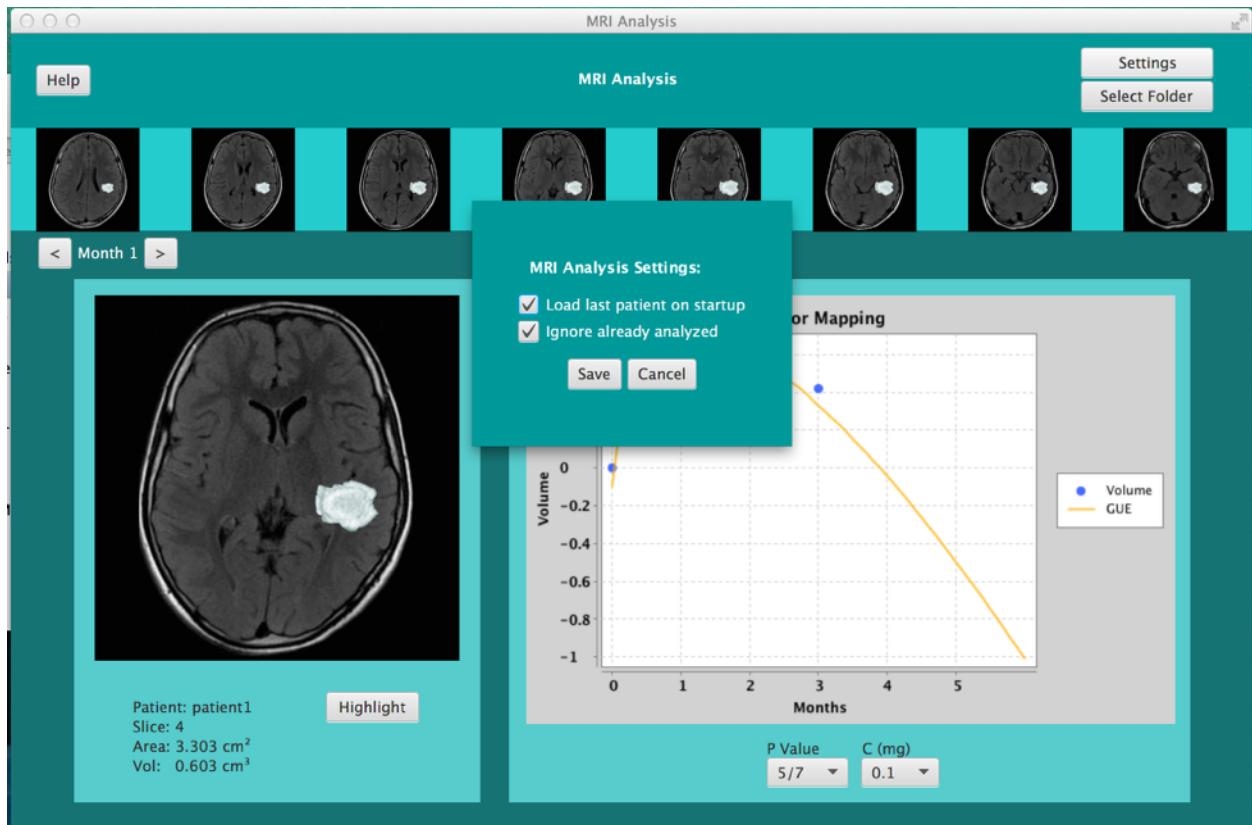 MRI Analysis
Help
MRI Analysis
Settings
Select Folder
< Month 1 >
MRI Analysis Settings:
Load last patient on startup
Ignore already analyzed
Save Cancel
Patient: patient1
Slice: 4
Area: 3.303 cm²
Vol: 0.603 cm³
Highlight
or Mapping
Volume
0
-0.2
-0.4
-0.6
-0.8
-1
0 1 2 3 4 5
Months
Volume
GUE
P Value C (mg)
5/7 0.1